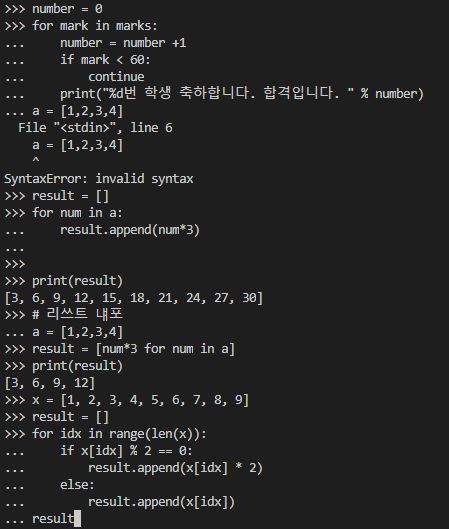 >>> number = 0
>>> for mark in marks:
...     number = number +1
...     if mark < 60:
...         continue
...     print("%d번 학생 축하합니다. 합격입니다. " % number)
... a = [1,2,3,4]
  File "<stdin>", line 6
    a = [1,2,3,4]
    ^
SyntaxError: invalid syntax
>>> result = []
>>> for num in a:
...     result.append(num*3)
...
>>>
>>> print(result)
[3, 6, 9, 12, 15, 18, 21, 24, 27, 30]
>>> # 리쓰트 내포
... a = [1,2,3,4]
>>> result = [num*3 for num in a]
>>> print(result)
[3, 6, 9, 12]
>>> x = [1, 2, 3, 4, 5, 6, 7, 8, 9]
>>> result = []
>>> for idx in range(len(x)):
...     if x[idx] % 2 == 0:
...         result.append(x[idx] * 2)
...     else:
...         result.append(x[idx])
... result